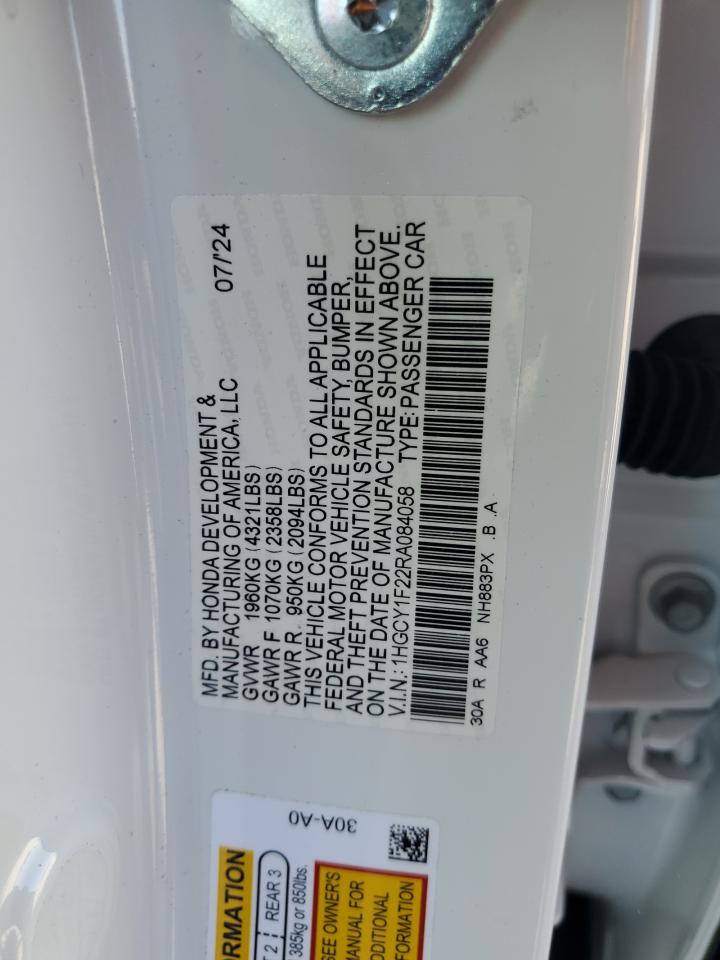 MFD. BY HONDA DEVELOPMENT &
MANUFACTURING OF AMERICA, LLC 07/'24
GVWR 1960KG (4321LBS)
GAWR F 1070KG (2358LBS)
GAWR R 950KG (2094LBS)
THIS VEHICLE CONFORMS TO ALL APPLICABLE
FEDERAL MOTOR VEHICLE SAFETY, BUMPER,
AND THEFT PREVENTION STANDARDS IN EFFECT
ON THE DATE OF MANUFACTURE SHOWN ABOVE.
V.I.N.: 1HGCY1F22RA084058 TYPE: PASSENGER CAR
30A R AA6 NH883PX .B .A
30A-A0
2 REAR 3
385kg or 850lbs.
SEE OWNER'S
MANUAL FOR